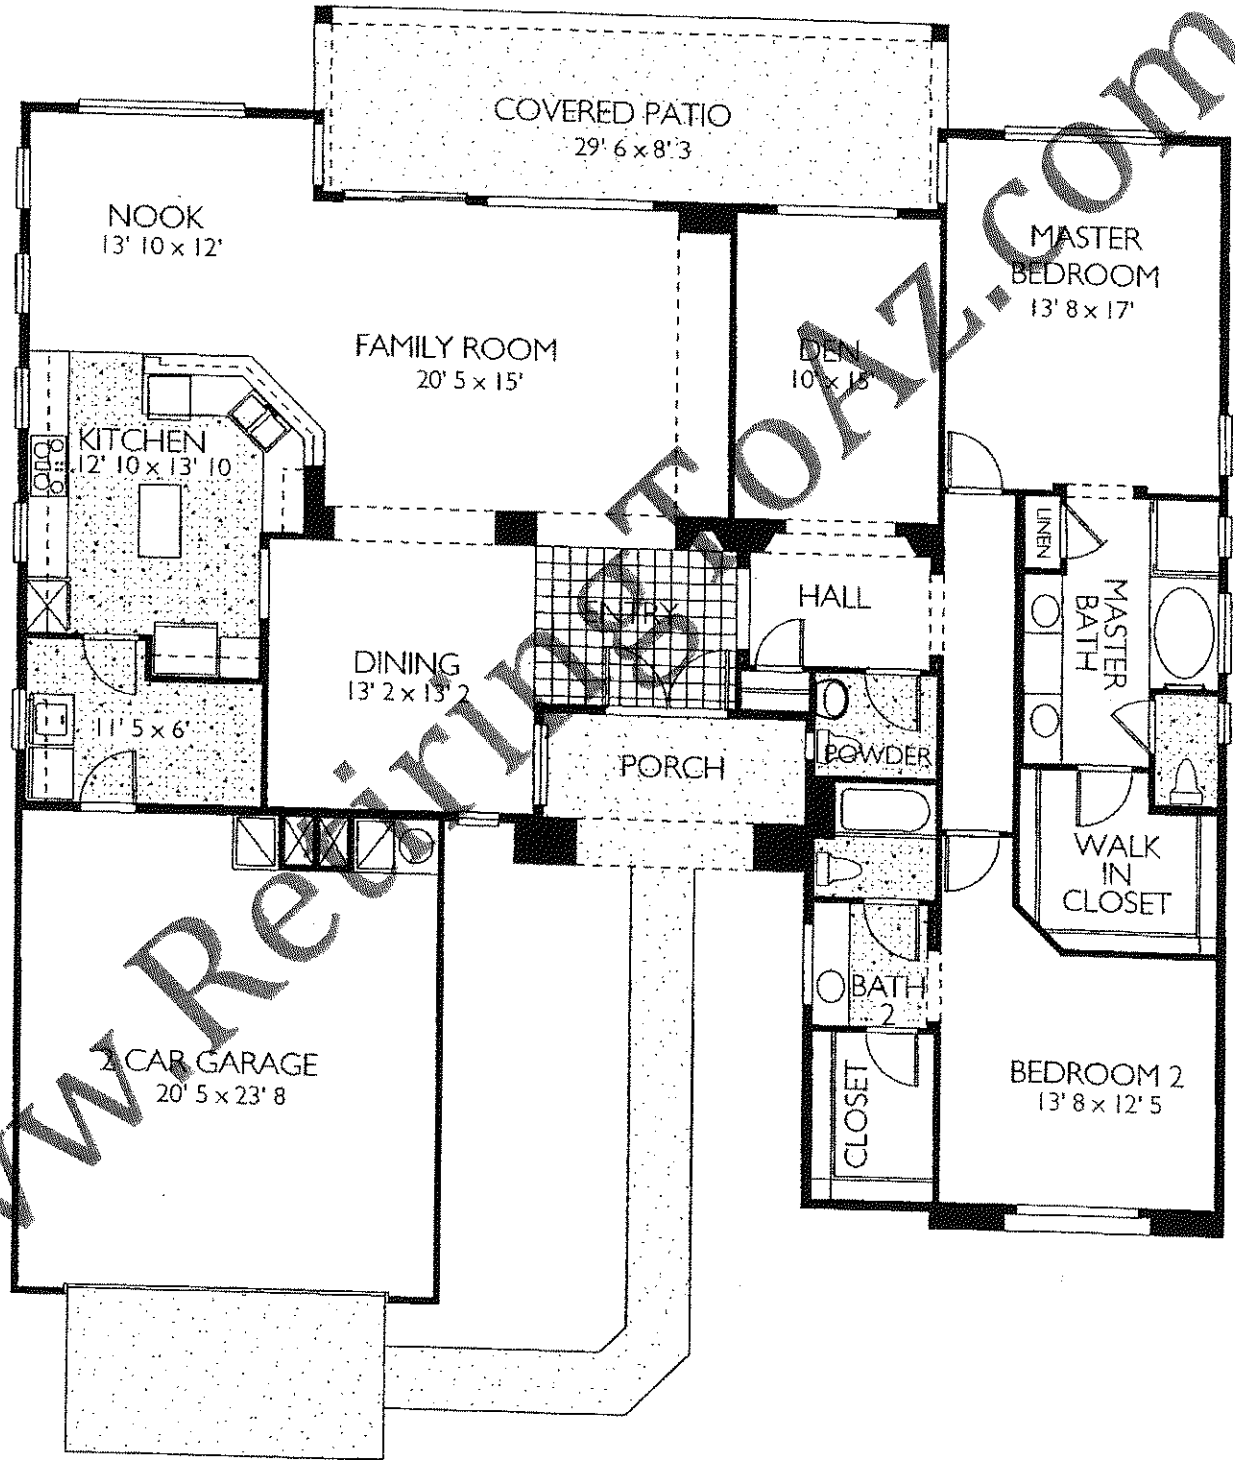 COVERED PATIO
29' 6 x 8' 3
NOOK
13' 10 x 12'
MASTER
BEDROOM
13' 8 x 17'
FAMILY ROOM
20' 5 x 15'
DEN
10' x 15'
KITCHEN
12' 10 x 13' 10
LINEN
HALL
ENTRY
MASTER
BATH
DINING
13' 2 x 13' 2
11' 5 x 6'
PORCH
POWDER
WALK
IN
CLOSET
BATH
2
2 CAR GARAGE
20' 5 x 23' 8
CLOSET
BEDROOM 2
13' 8 x 12' 5
w.RetiringToAZ.com